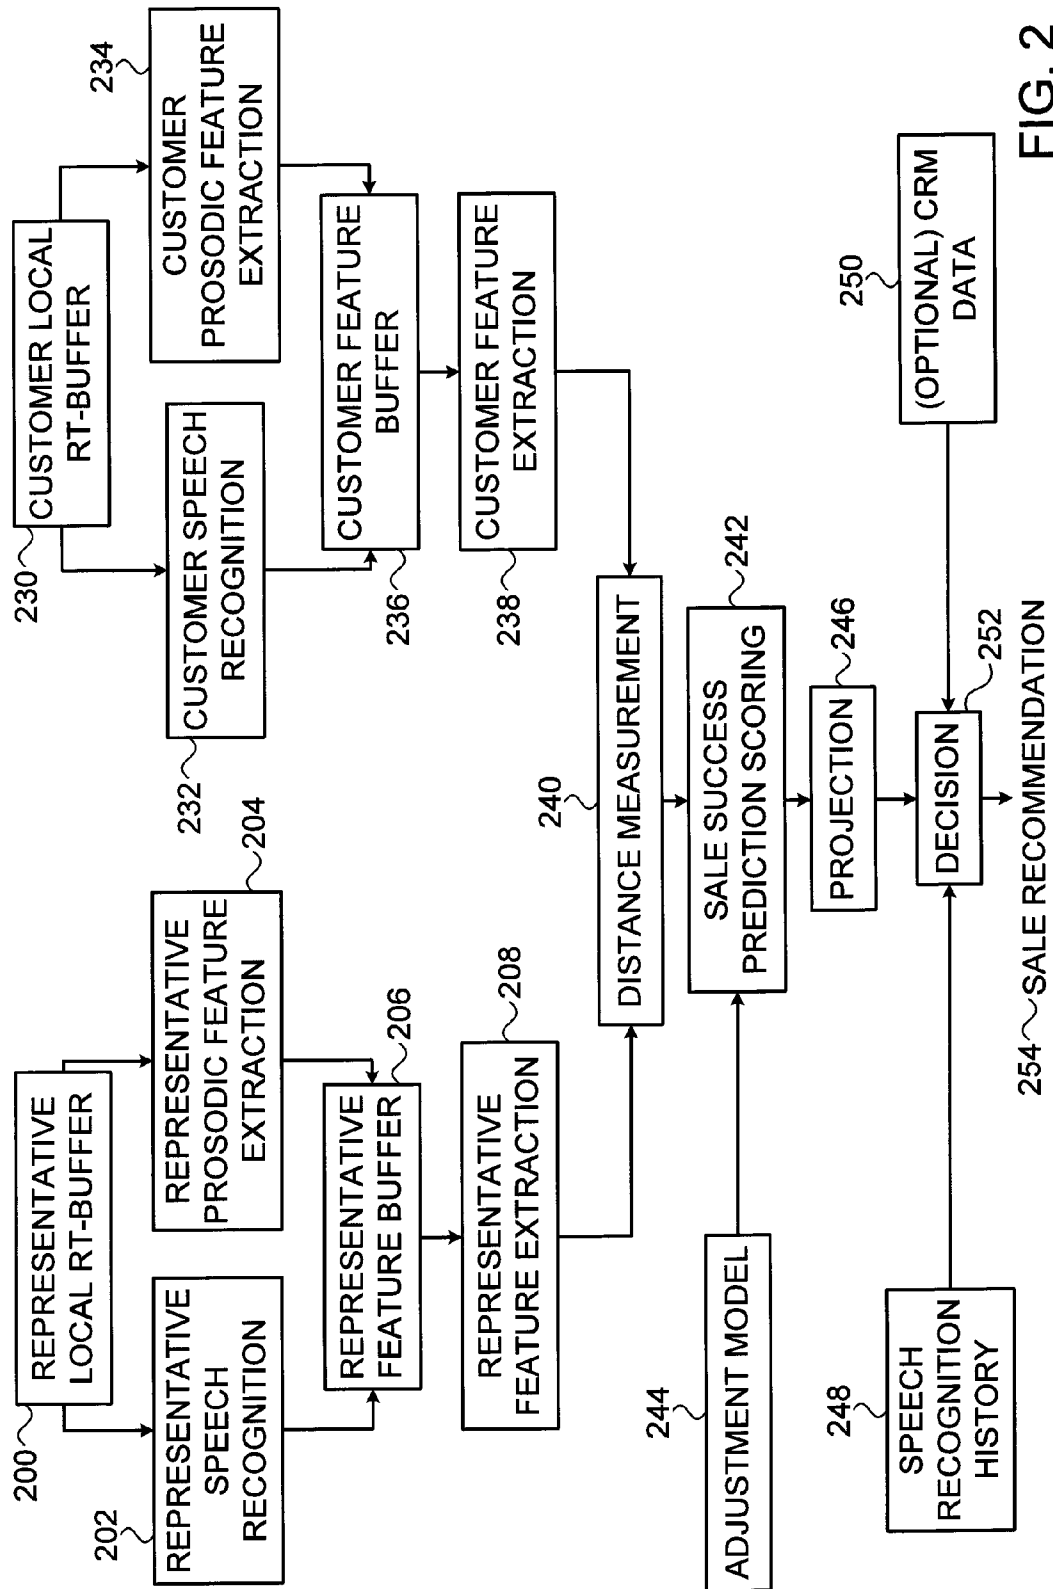 200
REPRESENTATIVE
LOCAL RT-BUFFER
202
REPRESENTATIVE
SPEECH
RECOGNITION
REPRESENTATIVE
PROSODIC FEATURE
EXTRACTION
204
REPRESENTATIVE
FEATURE BUFFER
206
REPRESENTATIVE
FEATURE EXTRACTION
208
230
CUSTOMER LOCAL
RT-BUFFER
232
CUSTOMER SPEECH
RECOGNITION
234
CUSTOMER
PROSODIC FEATURE
EXTRACTION
236
CUSTOMER FEATURE
BUFFER
238
CUSTOMER FEATURE
EXTRACTION
240
DISTANCE MEASUREMENT
244
ADJUSTMENT MODEL
SALE SUCCESS
PREDICTION SCORING
242
PROJECTION
246
248
SPEECH
RECOGNITION
HISTORY
DECISION
252
250
(OPTIONAL) CRM
DATA
254 SALE RECOMMENDATION
FIG. 2